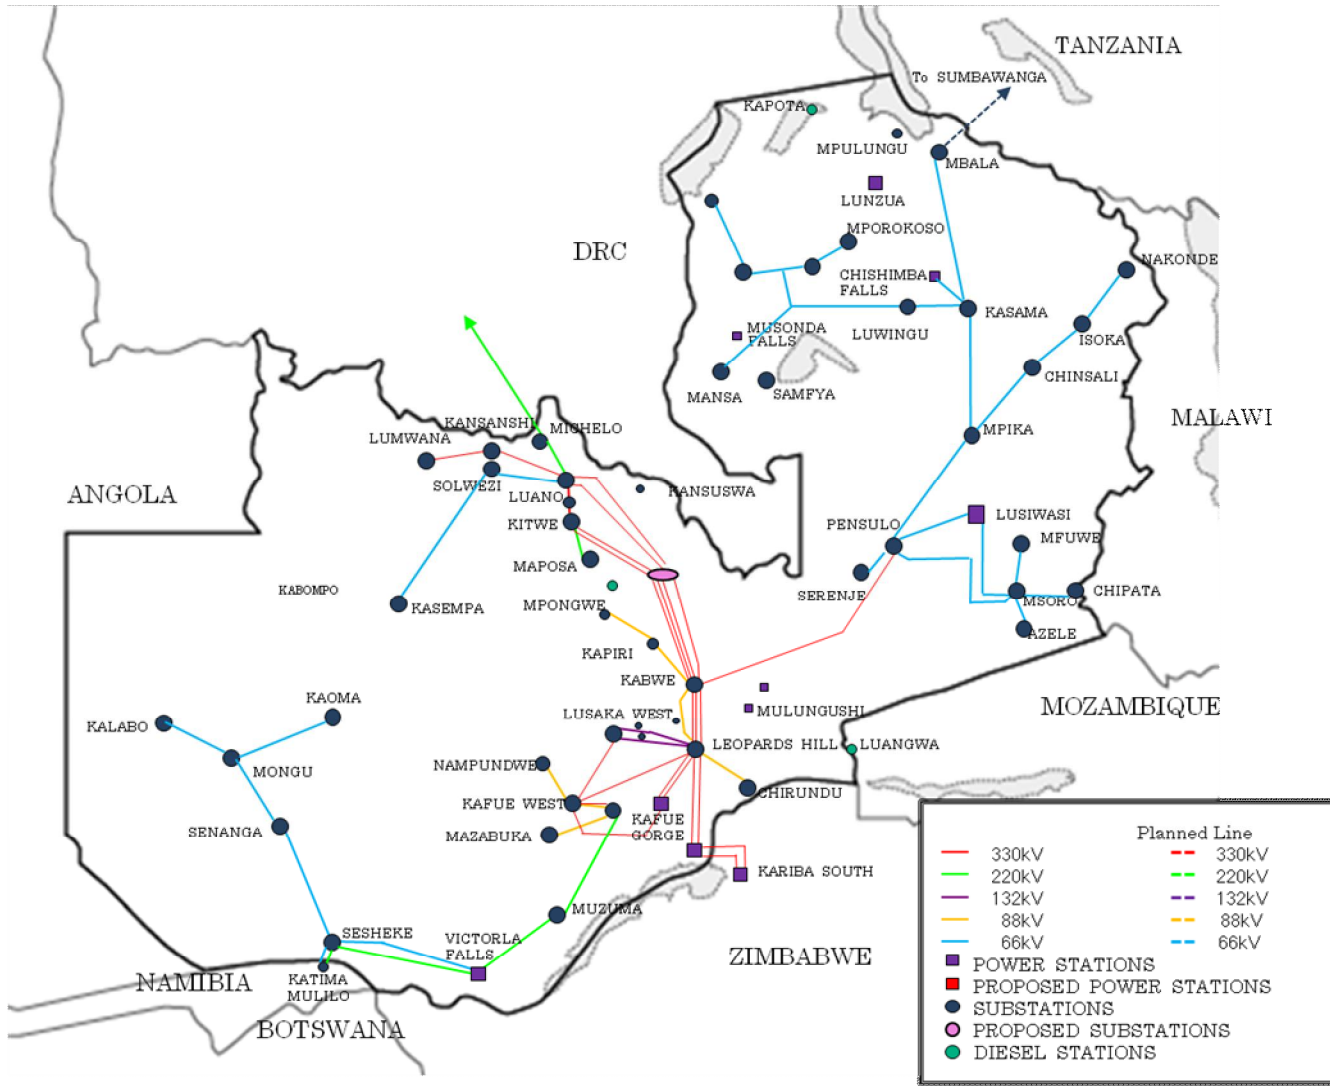 TANZANIA
To SUMBAWANGA
KAPOTA
MPULUNGU
MBALA
LUNZUA
MPOROKOSO
DRC
NAKONDE
CHISHIMBA
FALLS
KASAMA
MUSONDA
FALLS
LUWINGU
ISOKA
CHINSALI
MANSA
SAMFYA
MALAWI
KANSANSHI
MICHELO
LUMWANA
MPIKA
SOLWEZI
KANSUSWA
ANGOLA
LUANO
KITWE
PENSULO
LUSIWASI
MFUWE
MAPOSA
SERENJE
KABOMPO
MPONGWE
KASEMPA
MSORO
CHIPATA
AZELE
KAPIRI
KABWE
KAOMA
KALABO
LUSAKA WEST
MULUNGUSHI
MOZAMBIQUE
LEOPARDS HILL
LUANGWA
MONGU
NAMPUNDWE
CHIRUNDU
KAFUE WEST
KAFUE
GORGE
SENANGA
MAZABUKA
KARIBA SOUTH
MUZUMA
SESHEKE
VICTORLA
FALLS
ZIMBABWE
NAMIBIA
KATIMA
MULILO
BOTSWANA
Planned Line
330kV 330kV
220kV 220kV
132kV 132kV
88kV 88kV
66kV 66kV
POWER STATIONS
PROPOSED POWER STATIONS
SUBSTATIONS
PROPOSED SUBSTATIONS
DIESEL STATIONS